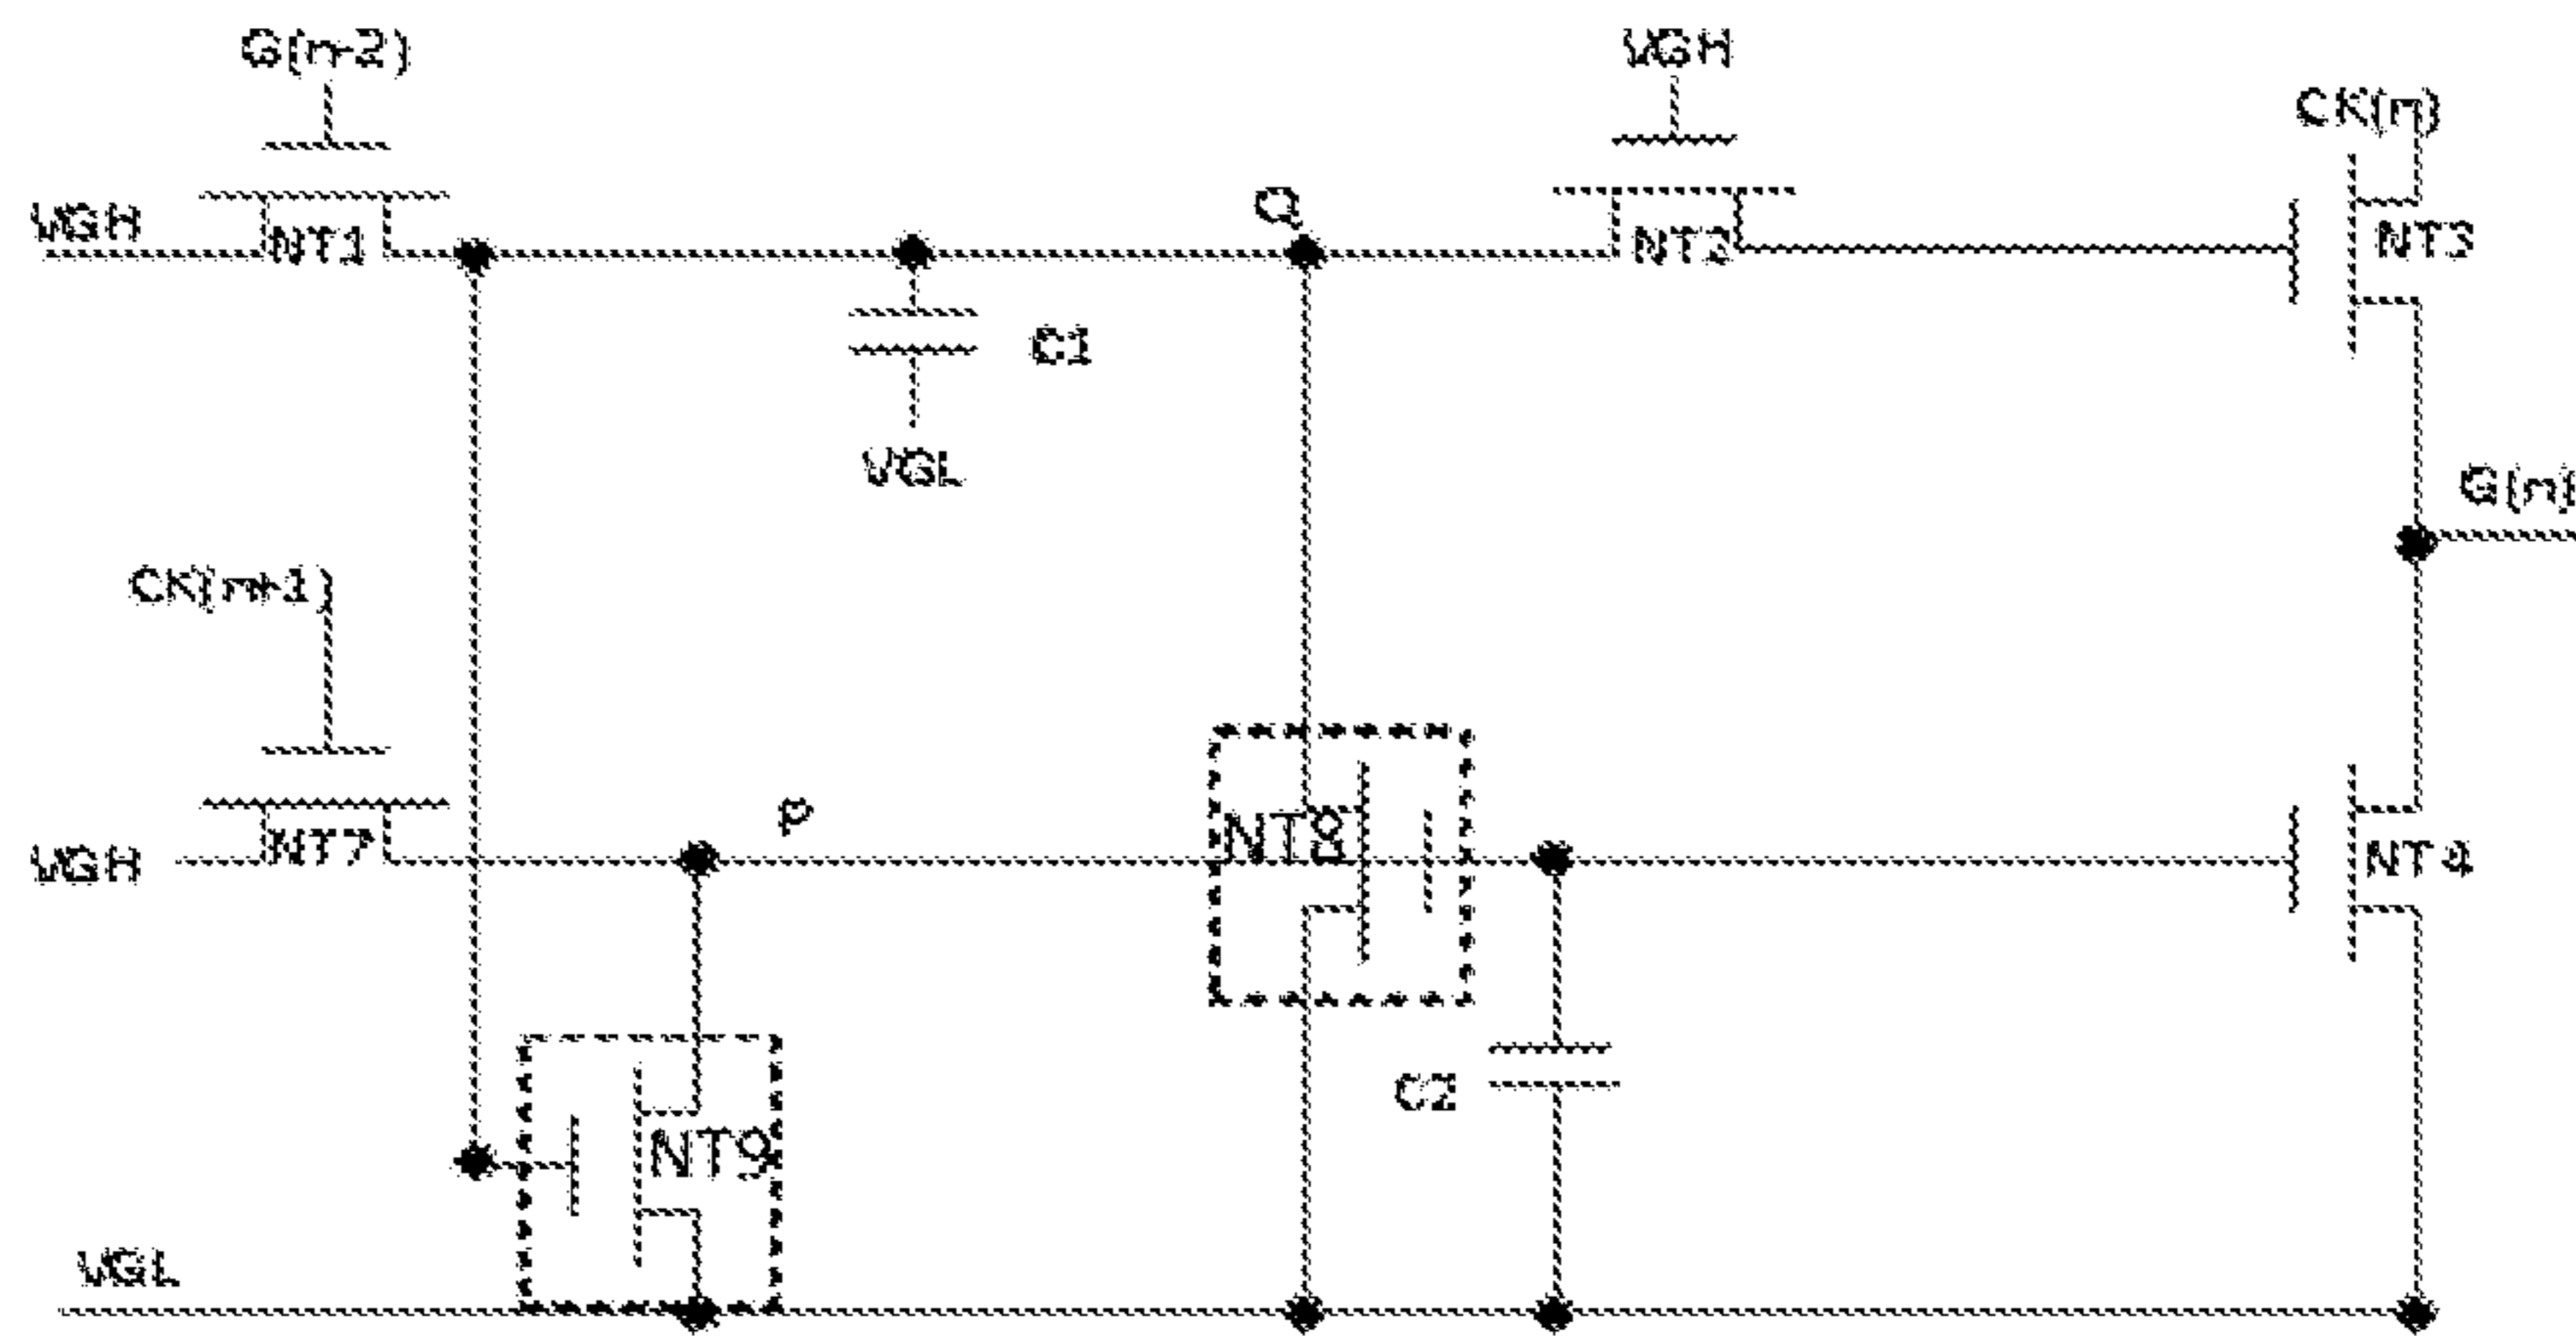 G(n-2)
VGH
CK(n)
VGH
NT1
Q
NT2
NT3
C1
VGL
G(n)
CK(n+1)
P
NT8
VGH
NT7
NT4
C2
NT9
VGL